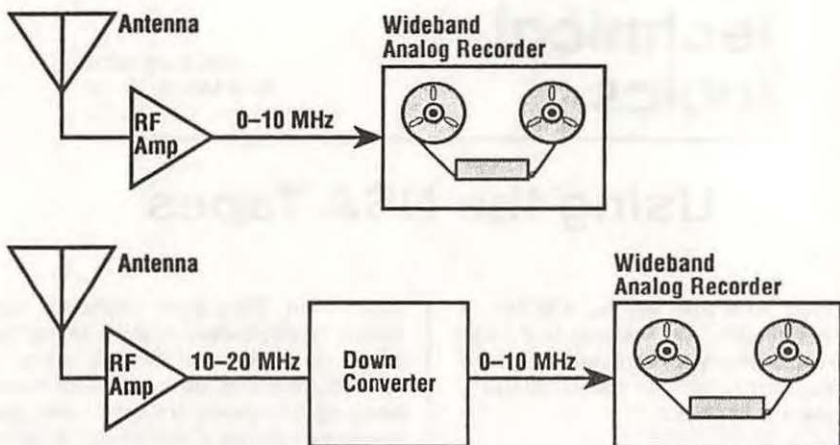 Antenna
Wideband
Analog Recorder
RF
Amp
0–10 MHz
Antenna
Wideband
Analog Recorder
RF
Amp
10–20 MHz
Down
Converter
0–10 MHz